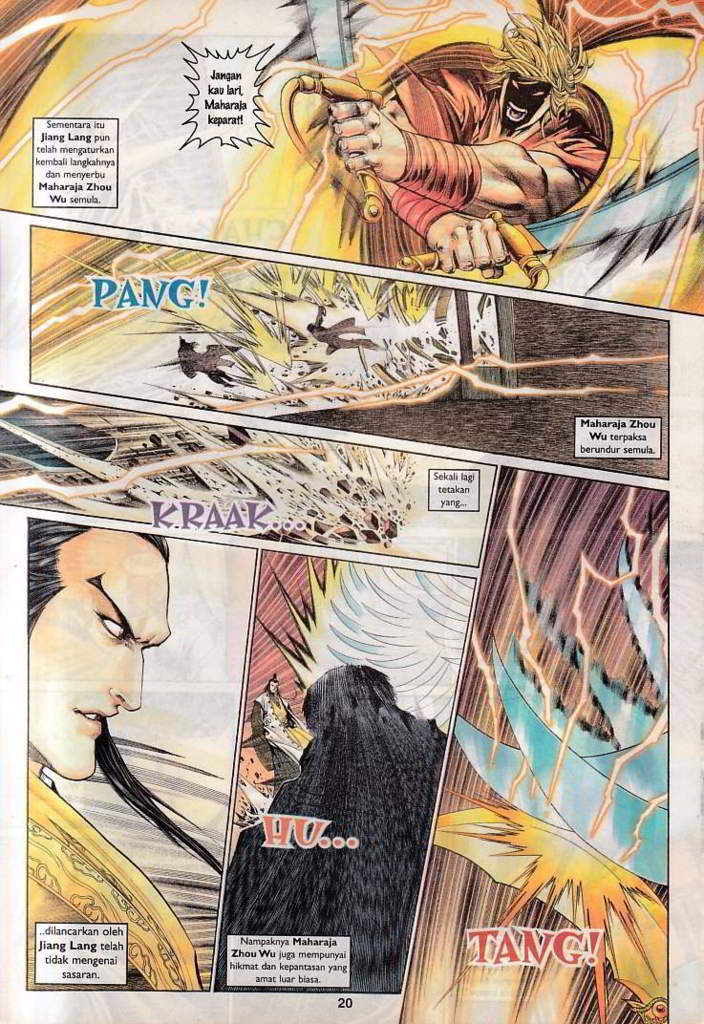 Jangan
kau lari,
Maharaja
keparat!
Sementara itu
Jiang Lang pun
telah mengaturkan
kembali langkahnya
dan menyerbu
Maharaja Zhou
Wu semula.
PANG!
Maharaja Zhou
Wu terpaksa
berundur semula.
Sekali lagi
tetakan
yang...
KRAAK...
..dilancarkan oleh
Jiang Lang telah
tidak mengenai
sasaran.
HU...
Nampaknya Maharaja
Zhou Wu juga mempunyai
hikmat dan kepantasan yang
amat luar biasa.
TANG!
20